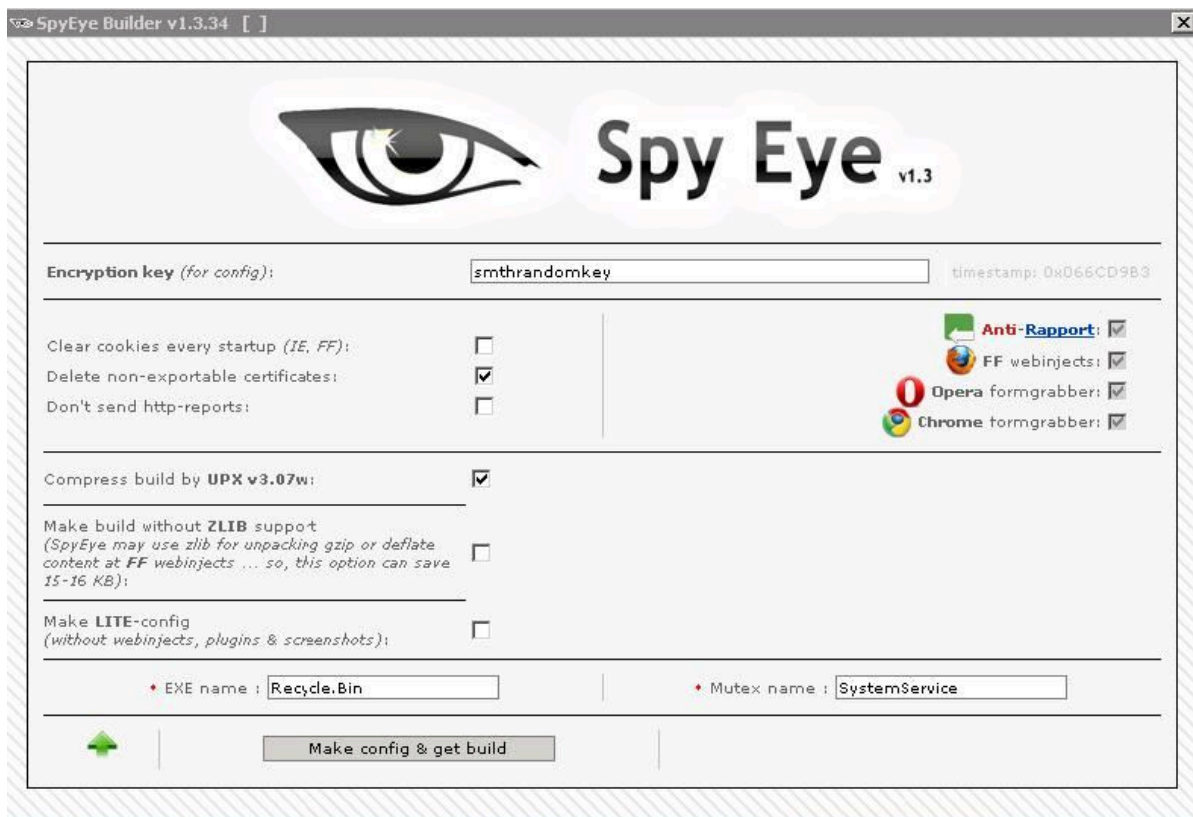 SpyEye Builder v1.3.34 [ ]
Spy Eye v1.3
Encryption key (for config): smthrandomkey timestamp: 0x066CD9B3
Clear cookies every startup (IE, FF):
Delete non-exportable certificates:
Don't send http-reports:
Anti-Rapport:
FF webinjects:
Opera formgrabber:
Chrome formgrabber:
Compress build by UPX v3.07w:
Make build without ZLIB support
(SpyEye may use zlib for unpacking gzip or deflate
content at FF webinjects ... so, this option can save
15-16 KB):
Make LITE-config
(without webinjects, plugins & screenshots):
EXE name : Recycle.Bin
Mutex name : SystemService
Make config & get build